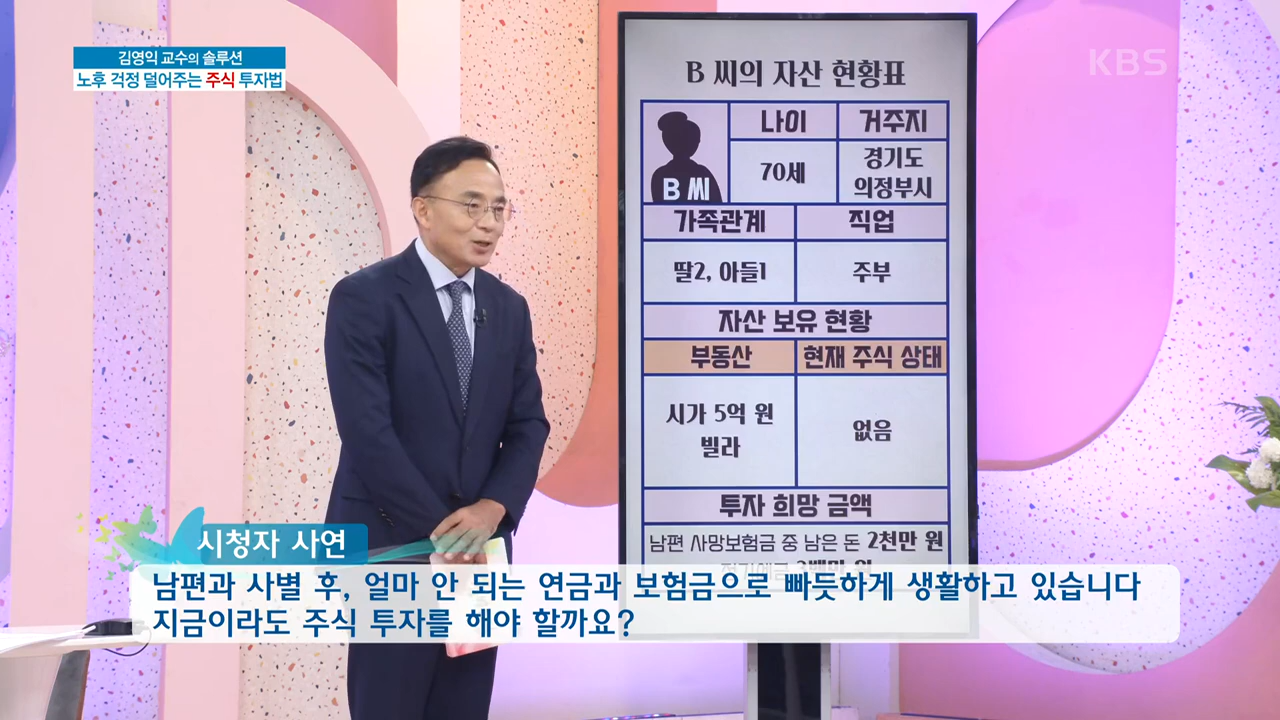 김영익 교수의 솔루션
노후 걱정 덜어주는 주식 투자법
KBS
B 씨의 자산 현황표
B 씨
나이
거주지
70세
경기도
의정부시
가족관계
직업
딸2, 아들1
주부
자산 보유 현황
부동산
현재 주식 상태
시가 5억 원
빌라
없음
투자 희망 금액
남편 사망보험금 중 남은 돈 2천만 원
시청자 사연
남편과 사별 후, 얼마 안 되는 연금과 보험금으로 빠듯하게 생활하고 있습니다
지금이라도 주식 투자를 해야 할까요?